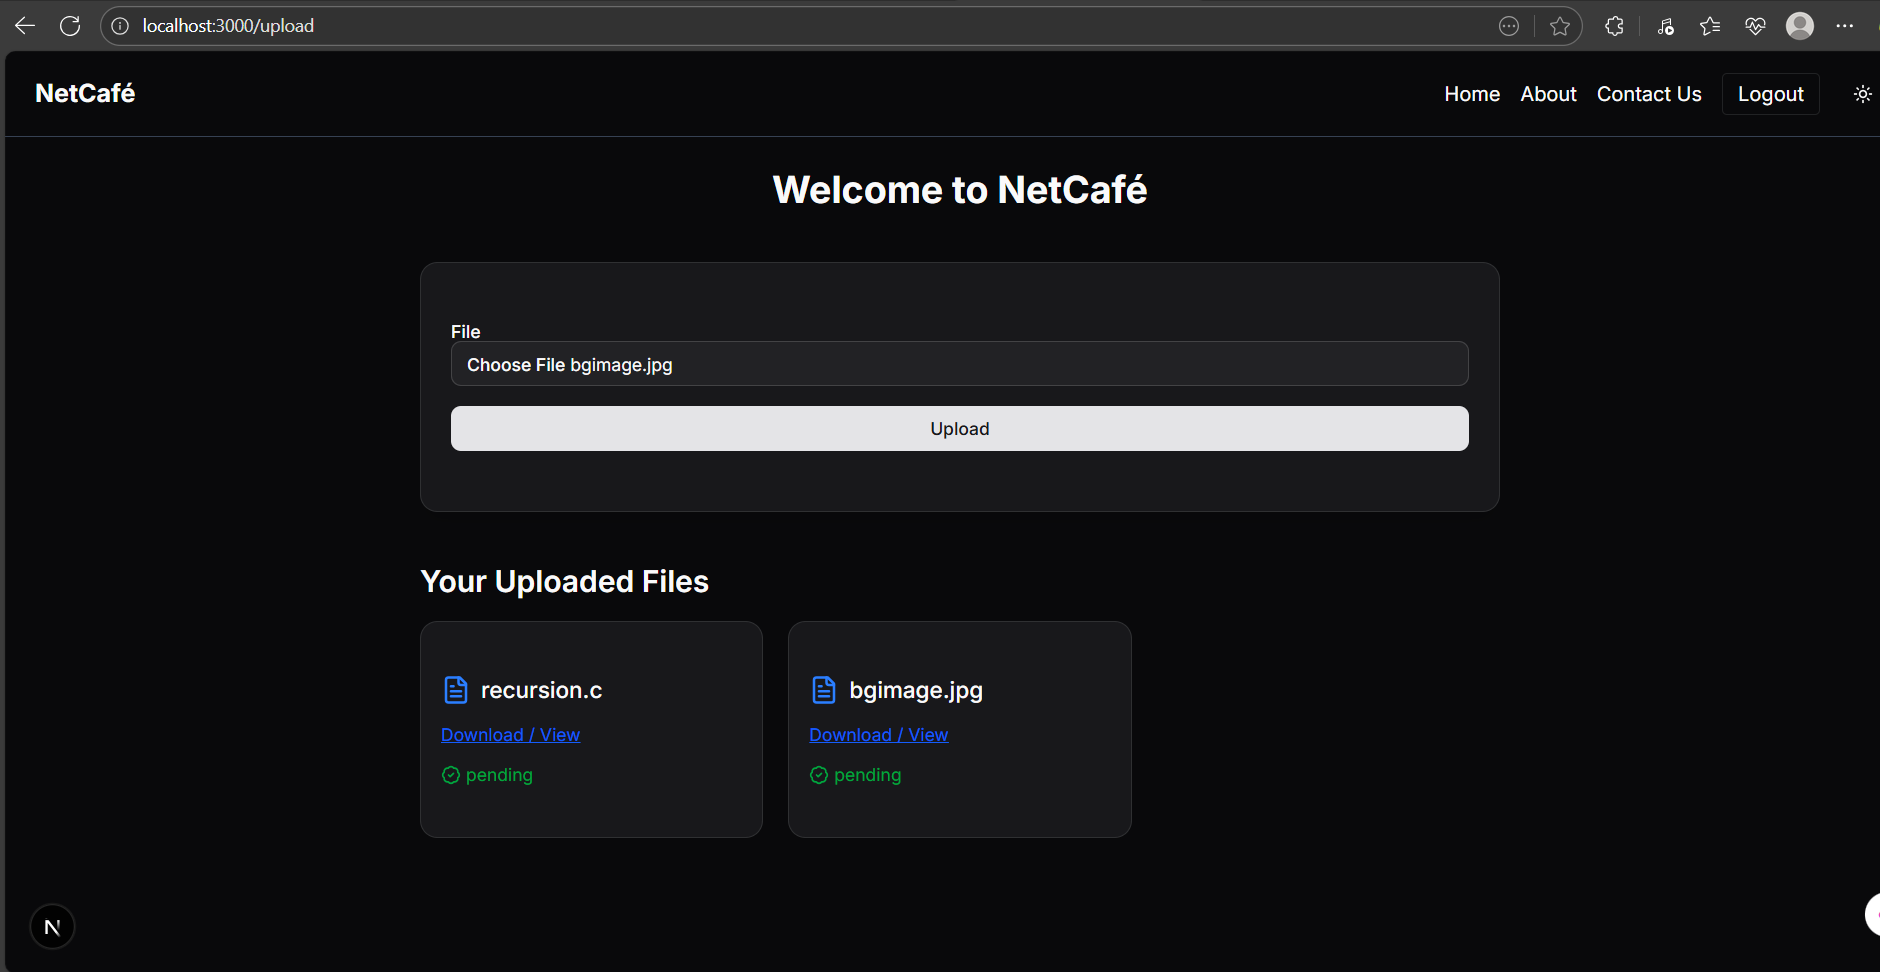 localhost:3000/upload
NetCafé
Home About Contact Us Logout
Welcome to NetCafé
File
Choose File bgimage.jpg
Upload
Your Uploaded Files
recursion.c
Download / View
pending
bgimage.jpg
Download / View
pending
N